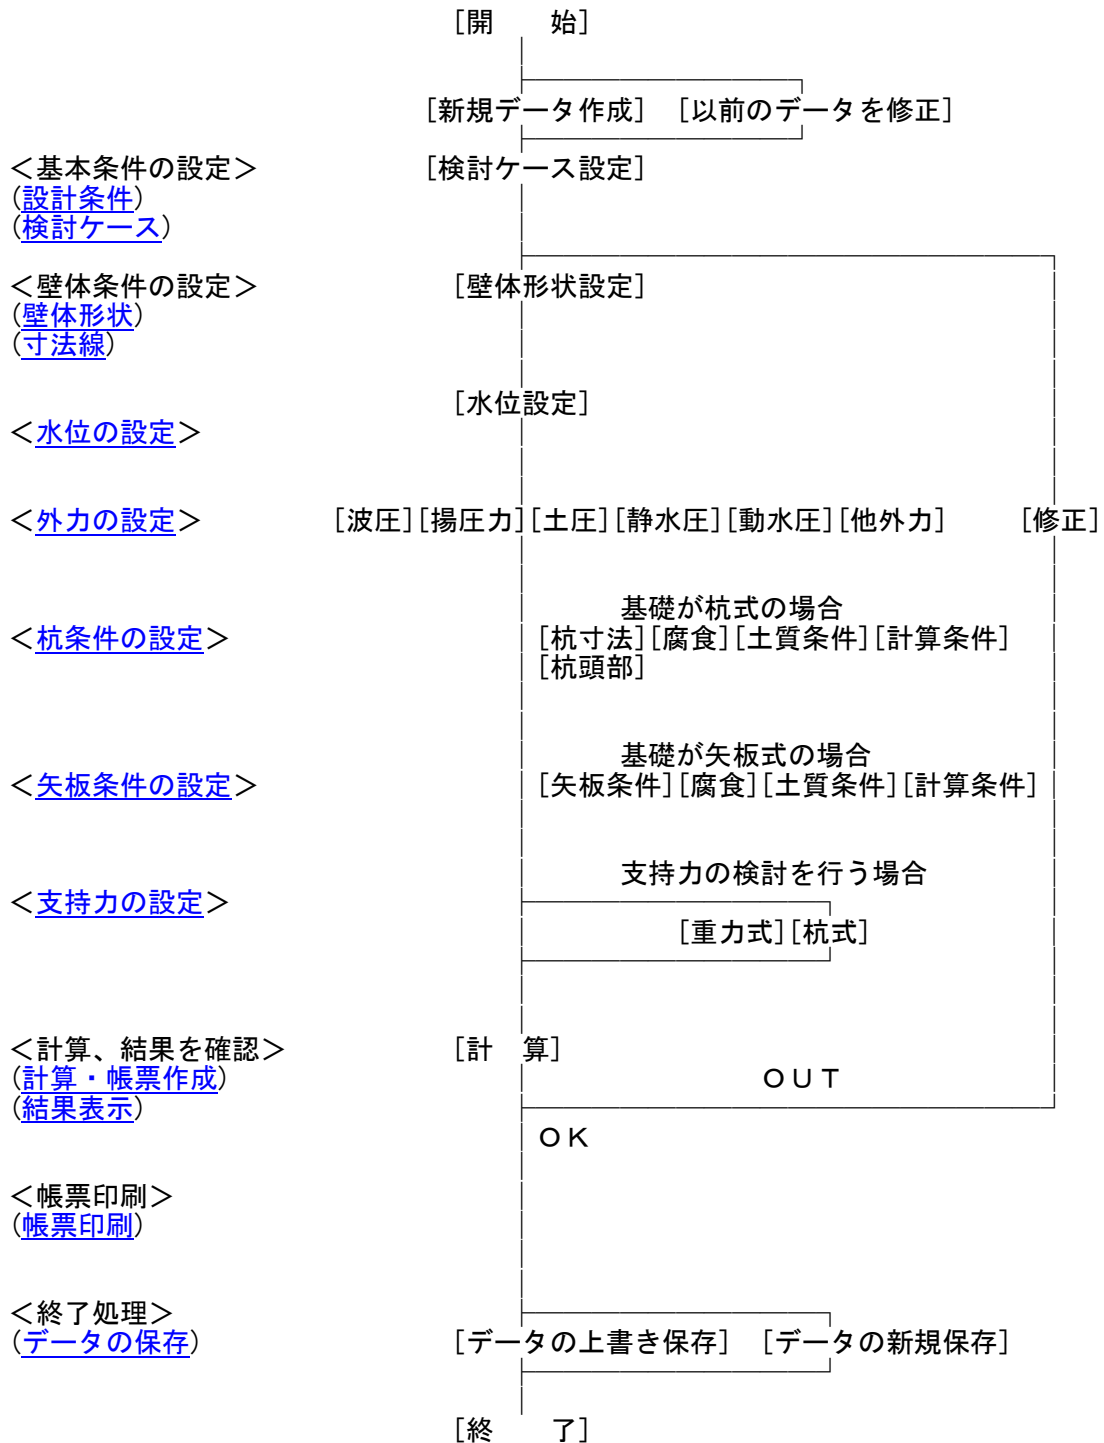 [開　　始]
[新規データ作成] [以前のデータを修正]
＜基本条件の設定＞ [検討ケース設定]
(設計条件)
(検討ケース)
＜壁体条件の設定＞ [壁体形状設定]
(壁体形状)
(寸法線)
[水位設定]
＜水位の設定＞
＜外力の設定＞ [波圧][揚圧力][土圧][静水圧][動水圧][他外力] [修正]
基礎が杭式の場合
＜杭条件の設定＞ [杭寸法][腐食][土質条件][計算条件]
[杭頭部]
基礎が矢板式の場合
＜矢板条件の設定＞ [矢板条件][腐食][土質条件][計算条件]
支持力の検討を行う場合
＜支持力の設定＞
[重力式][杭式]
＜計算、結果を確認＞ [計　算]
(計算・帳票作成) ＯＵＴ
(結果表示)
ＯＫ
＜帳票印刷＞
(帳票印刷)
＜終了処理＞
(データの保存) [データの上書き保存] [データの新規保存]
[終　　了]